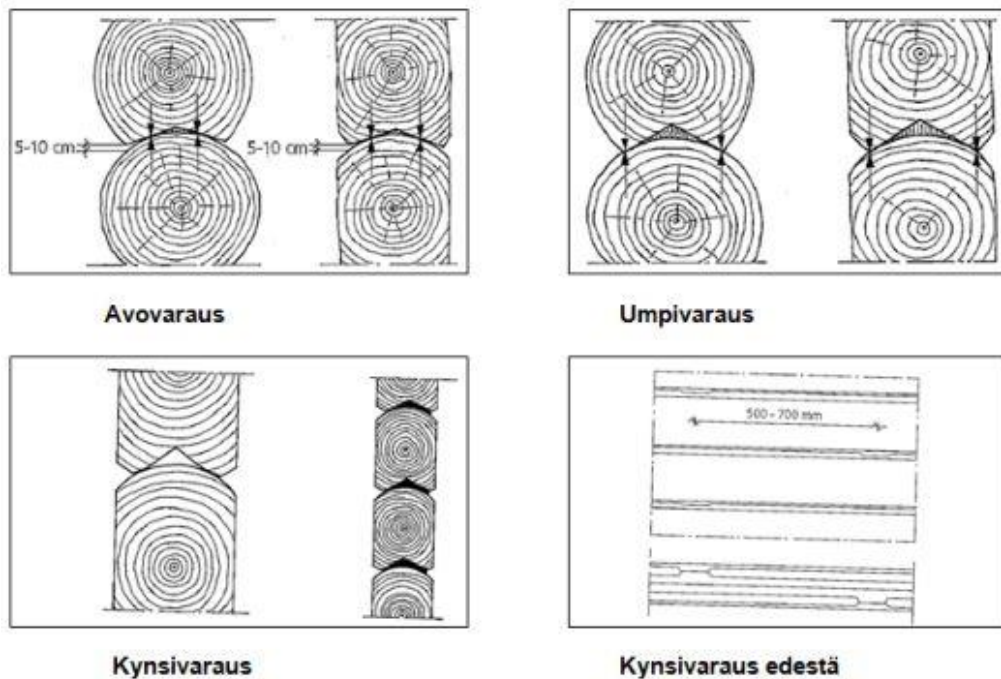 5-10 cm
5-10 cm
Avovaraus
Umpivaraus
500 - 700 mm
Kynsivaraus
Kynsivaraus edestä